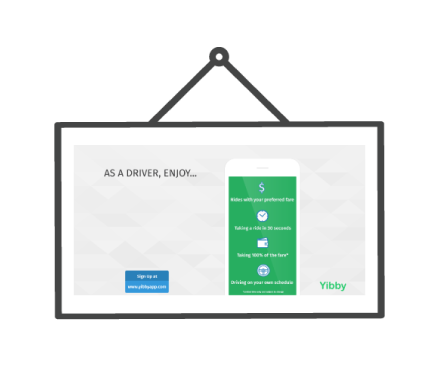 AS A DRIVER, ENJOY...
$
Rides with your preferred fare
Taking a ride in 30 seconds
Taking 100% of the fare*
Driving on your own schedule
Sign Up at
www.yibbyapp.com
Yibby